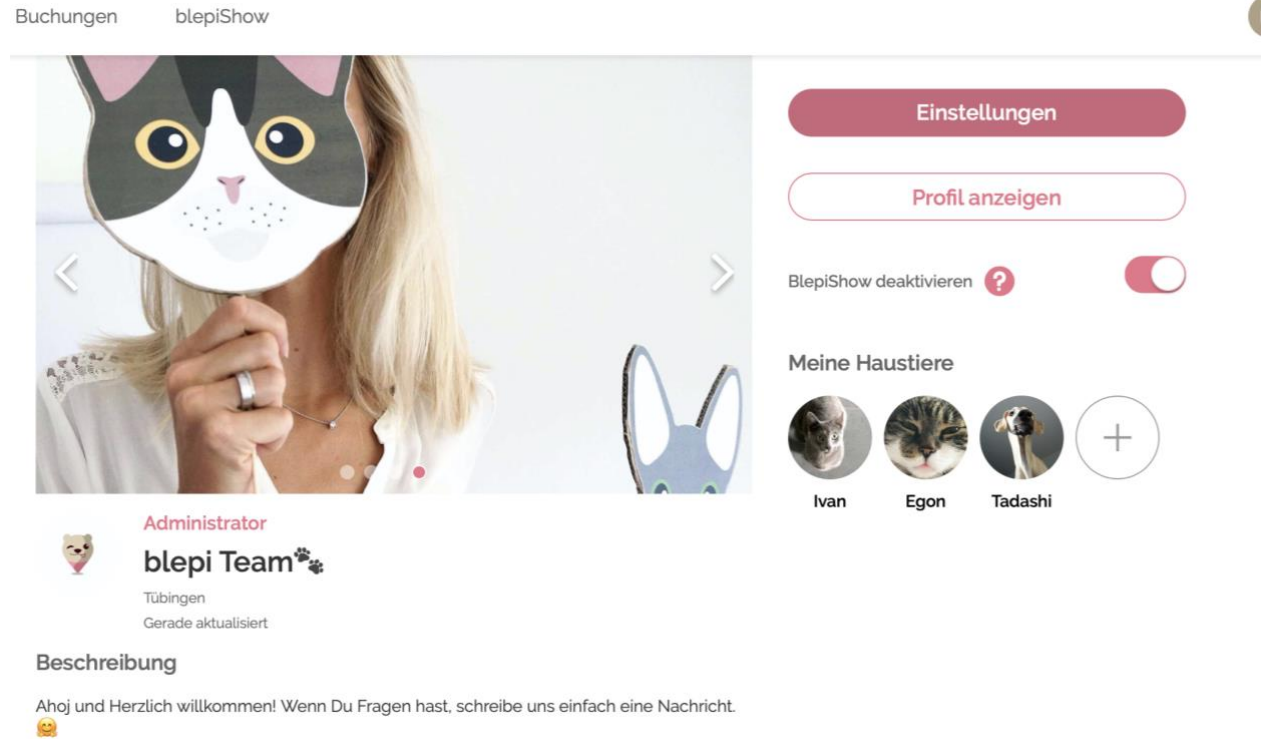 Buchungen blepiShow
Einstellungen
Profil anzeigen
BlepiShow deaktivieren ?
Meine Haustiere
Ivan Egon Tadashi
Administrator
blepi Team🐾
Tübingen
Gerade aktualisiert
Beschreibung
Ahoj und Herzlich willkommen! Wenn Du Fragen hast, schreibe uns einfach eine Nachricht.
🤗